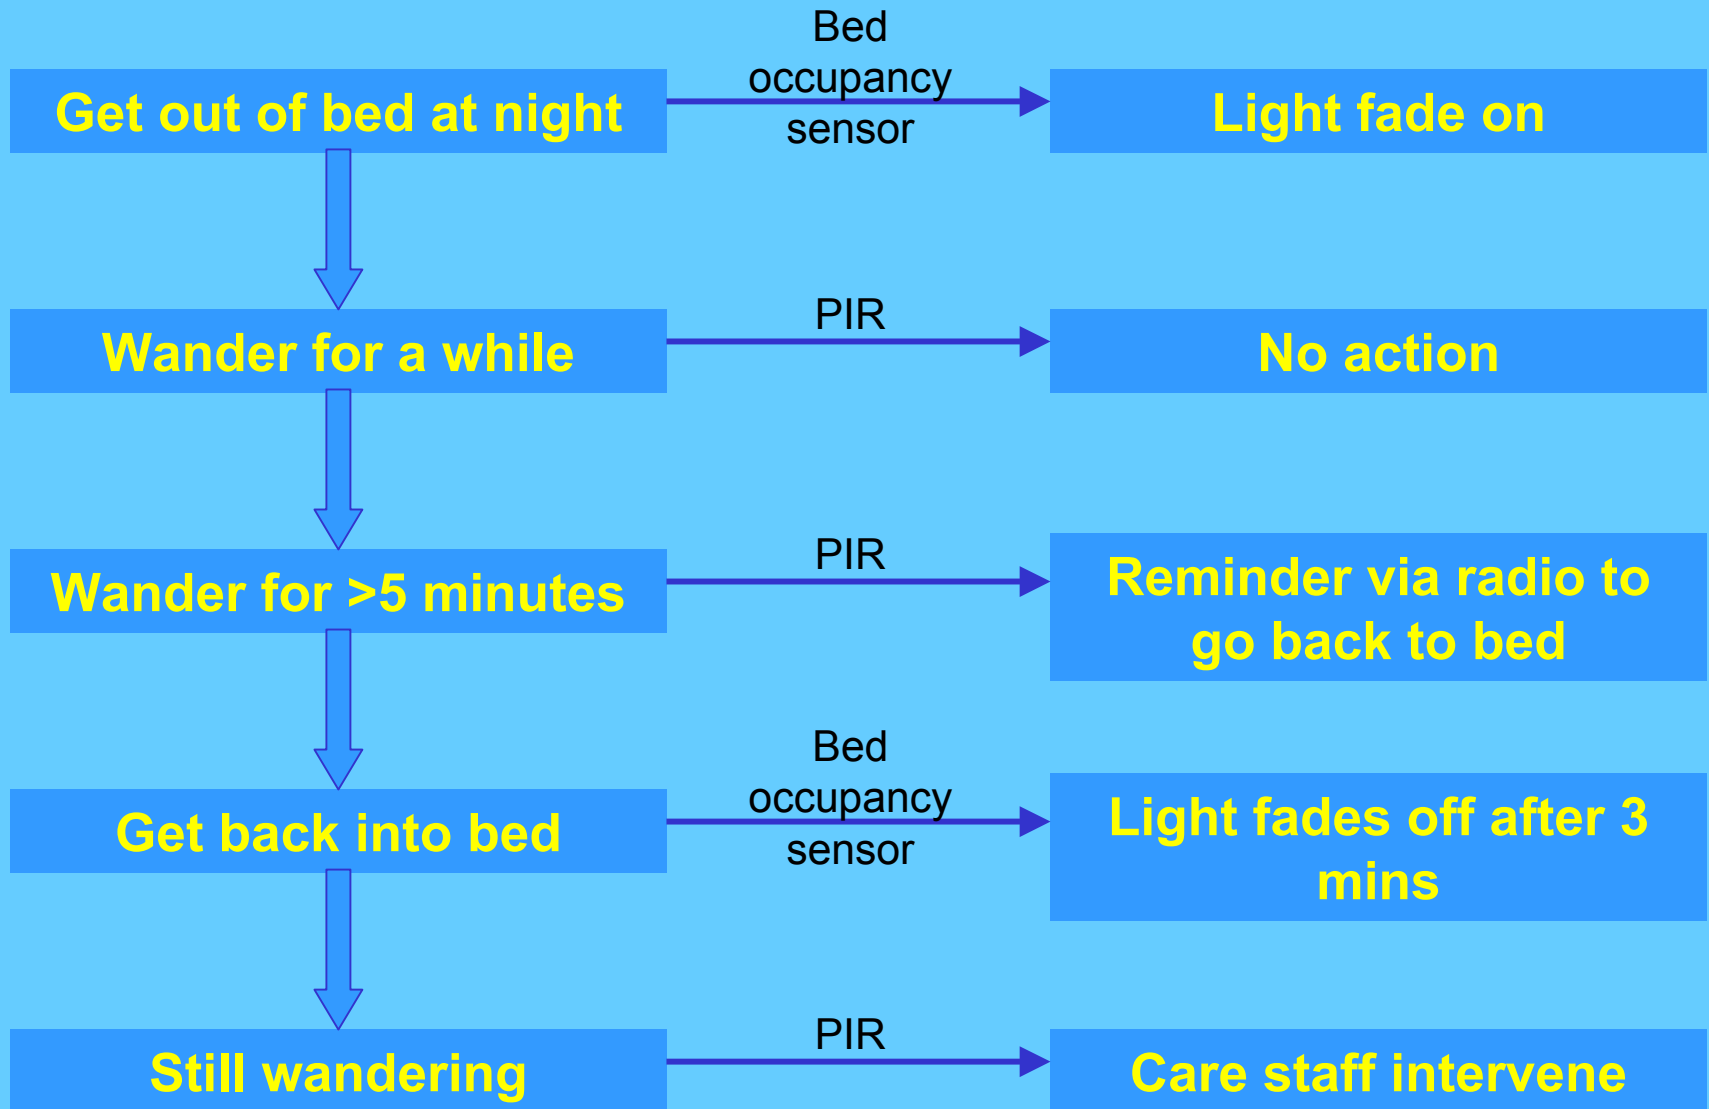 Get out of bed at night
Bed
occupancy
sensor
Light fade on
Wander for a while
PIR
No action
Wander for >5 minutes
PIR
Reminder via radio to
go back to bed
Get back into bed
Bed
occupancy
sensor
Light fades off after 3
mins
Still wandering
PIR
Care staff intervene